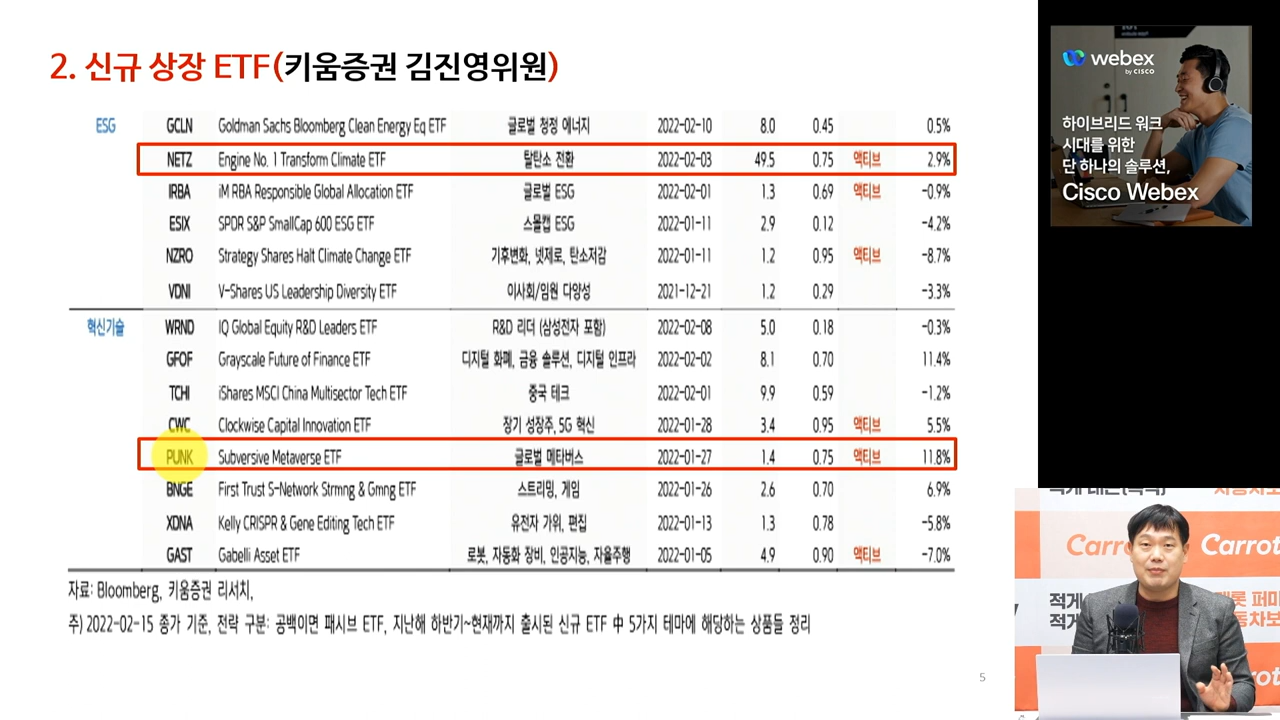 2. 신규 상장 ETF(키움증권 김진영위원)
ESG GCLN Goldman Sachs Bloomberg Clean Energy Eq ETF 글로벌 청정 에너지 2022-02-10 8.0 0.45 0.5%
NETZ Engine No. 1 Transform Climate ETF 탈탄소 전환 2022-02-03 49.5 0.75 액티브 2.9%
IRBA iM RBA Responsible Global Allocation ETF 글로벌 ESG 2022-02-01 1.3 0.69 액티브 -0.9%
ESIX SPDR S&P SmallCap 600 ESG ETF 스몰캡 ESG 2022-01-11 2.9 0.12 -4.2%
NZRO Strategy Shares Halt Climate Change ETF 기후변화, 넷제로, 탄소저감 2022-01-11 1.2 0.95 액티브 -8.7%
VDNI V-Shares US Leadership Diversity ETF 이사회/임원 다양성 2021-12-21 1.2 0.29 -3.3%
혁신기술 WRND IQ Global Equity R&D Leaders ETF R&D 리더 (삼성전자 포함) 2022-02-08 5.0 0.18 -0.3%
GFOF Grayscale Future of Finance ETF 디지털 화폐, 금융 솔루션, 디지털 인프라 2022-02-02 8.1 0.70 11.4%
TCHI iShares MSCI China Multisector Tech ETF 중국 테크 2022-02-01 9.9 0.59 -1.2%
CWC Clockwise Capital Innovation ETF 장기 성장주, 5G 혁신 2022-01-28 3.4 0.95 액티브 5.5%
PUNK Subversive Metaverse ETF 글로벌 메타버스 2022-01-27 1.4 0.75 액티브 11.8%
BNGE First Trust S-Network Strmng & Gmng ETF 스트리밍, 게임 2022-01-26 2.6 0.70 6.9%
XDNA Kelly CRISPR & Gene Editing Tech ETF 유전자 가위, 편집 2022-01-13 1.3 0.78 -5.8%
GAST Gabelli Asset ETF 로봇, 자동화 장비, 인공지능, 자율주행 2022-01-05 4.9 0.90 액티브 -7.0%
자료: Bloomberg, 키움증권 리서치,
주) 2022-02-15 종가 기준, 전략 구분: 공백이면 패시브 ETF, 지난해 하반기~현재까지 출시된 신규 ETF 中 5가지 테마에 해당하는 상품들 정리
5
webex
by CISCO
하이브리드 워크
시대를 위한
단 하나의 솔루션,
Cisco Webex
Carrot